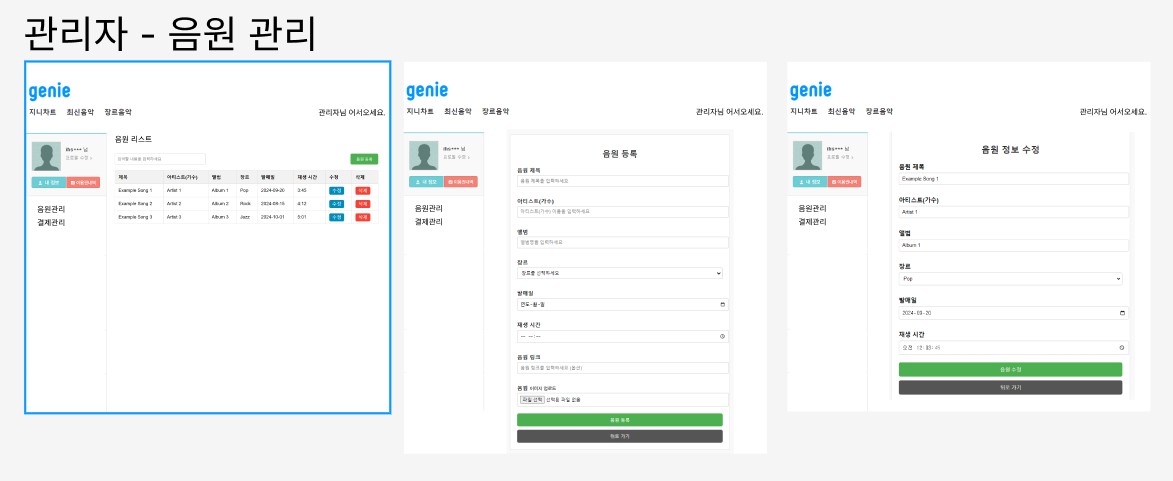 관리자 - 음원 관리
genie
지니차트 최신음악 장르음악
관리자님 어서오세요.
ths*** 님
프로필 수정 >
내 정보 이용권내역
음원관리
결제관리
음원 리스트
검색할 내용을 입력하세요
음원 등록
제목 아티스트(가수) 앨범 장르 발매일 재생 시간 수정 삭제
Example Song 1 Artist 1 Album 1 Pop 2024-09-20 3:45 수정 삭제
Example Song 2 Artist 2 Album 2 Rock 2024-08-15 4:12 수정 삭제
Example Song 3 Artist 3 Album 3 Jazz 2024-10-01 5:01 수정 삭제
genie
지니차트 최신음악 장르음악
관리자님 어서오세요.
ths*** 님
프로필 수정 >
내 정보 이용권내역
음원관리
결제관리
음원 등록
음원 제목
음원 제목을 입력하세요
아티스트(가수)
아티스트(가수) 이름을 입력하세요
앨범
앨범명을 입력하세요
장르
장르를 선택하세요
발매일
연도-월-일
재생 시간
-- --:--
음원 링크
음원 링크를 입력하세요 (옵션)
음원 이미지 업로드
파일 선택 선택된 파일 없음
음원 등록
뒤로 가기
genie
지니차트 최신음악 장르음악
관리자님 어서오세요.
ths*** 님
프로필 수정 >
내 정보 이용권내역
음원관리
결제관리
음원 정보 수정
음원 제목
Example Song 1
아티스트(가수)
Artist 1
앨범
Album 1
장르
Pop
발매일
2024-09-20
재생 시간
오전 12:03:45
음원 수정
뒤로 가기